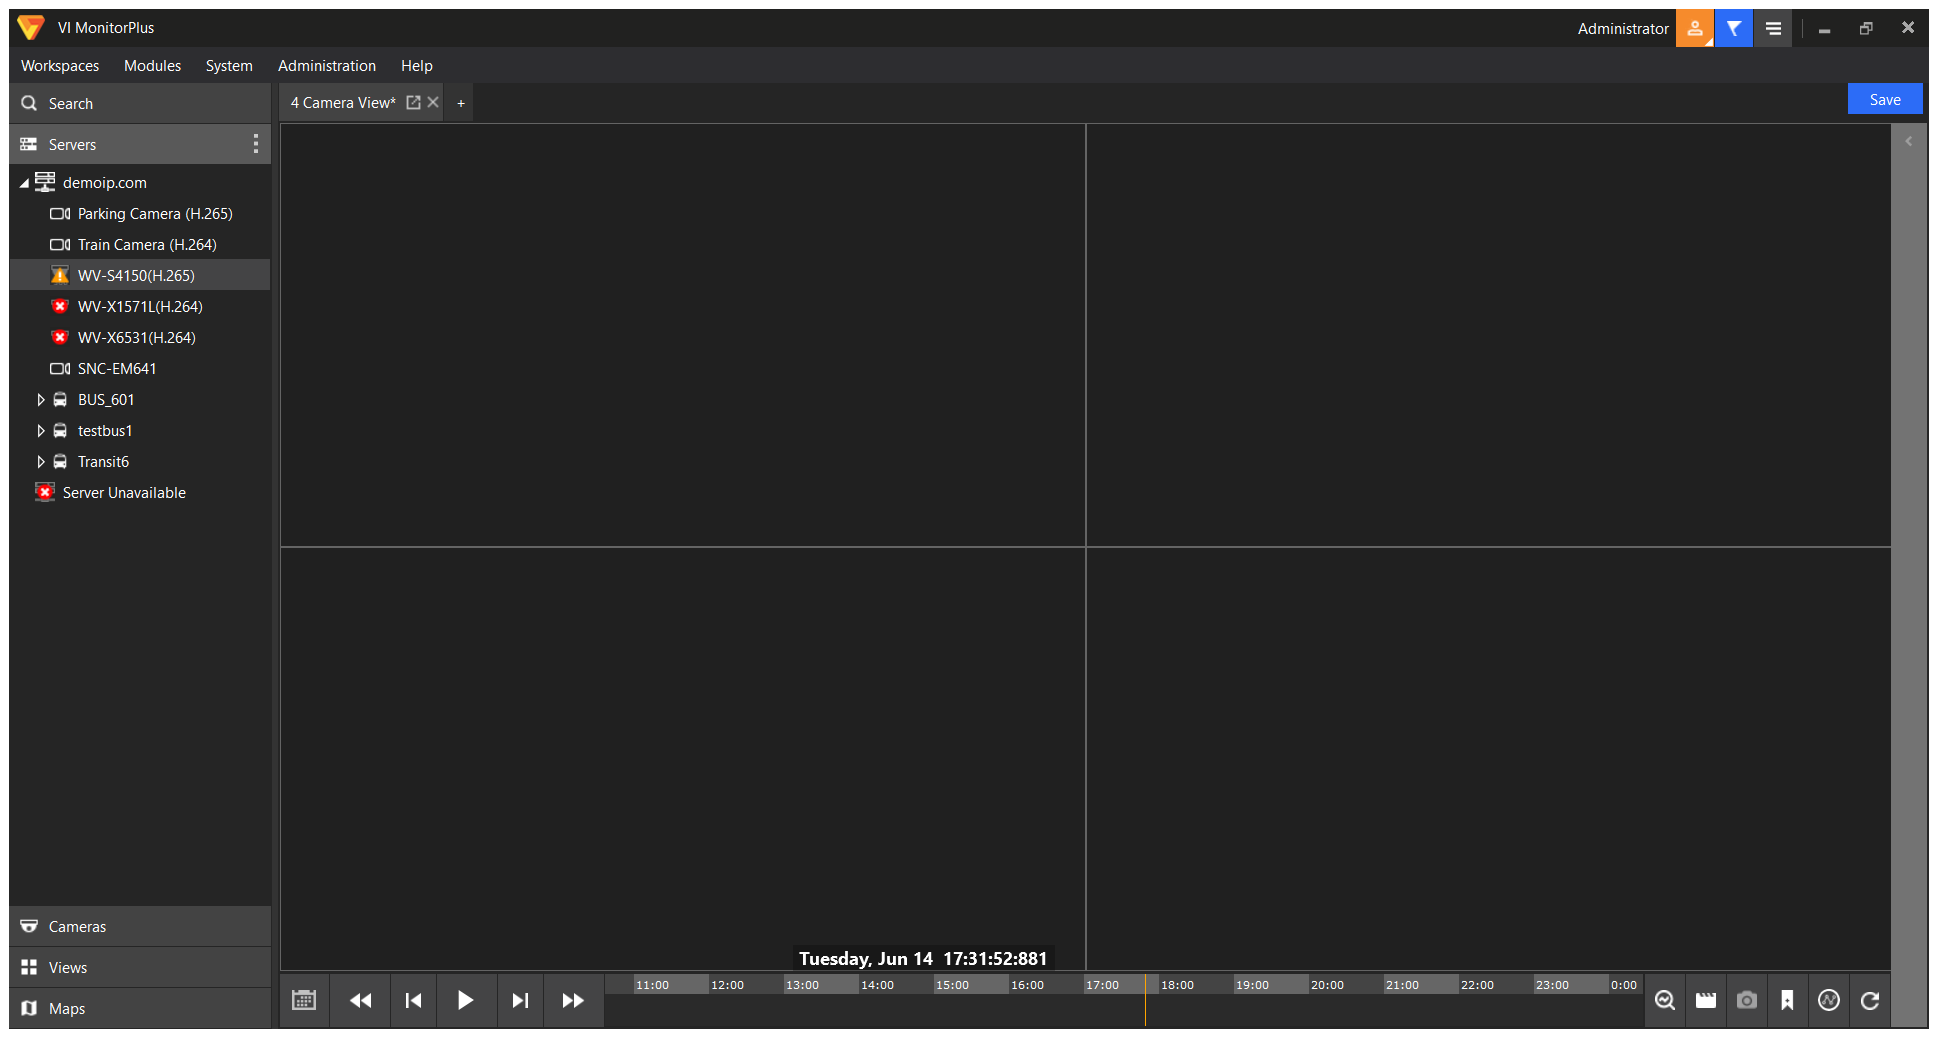 VI MonitorPlus
Administrator
Workspaces Modules System Administration Help
Search
4 Camera View* +
Save
Servers
demoip.com
Parking Camera (H.265)
Train Camera (H.264)
WV-S4150(H.265)
WV-X1571L(H.264)
WV-X6531(H.264)
SNC-EM641
BUS_601
testbus1
Transit6
Server Unavailable
Cameras
Views
Maps
Tuesday, Jun 14 17:31:52:881
11:00 12:00 13:00 14:00 15:00 16:00 17:00 18:00 19:00 20:00 21:00 22:00 23:00 0:00